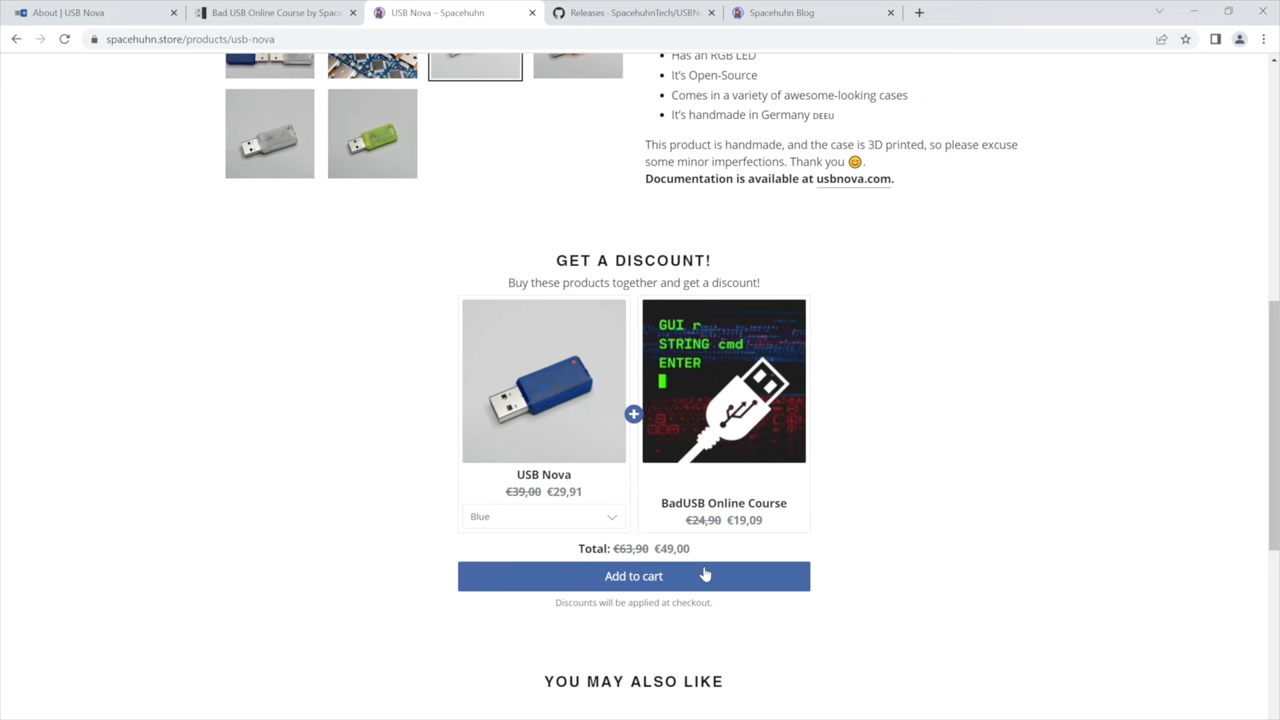 About | USB Nova
Bad USB Online Course by Space
USB Nova – Spacehuhn
Releases · SpacehuhnTech/USBN
Spacehuhn Blog
spacehuhn.store/products/usb-nova
Has an RGB LED
It's Open-Source
Comes in a variety of awesome-looking cases
It's handmade in Germany DEEU
This product is handmade, and the case is 3D printed, so please excuse
some minor imperfections. Thank you 😊.
Documentation is available at usbnova.com.
GET A DISCOUNT!
Buy these products together and get a discount!
GUI r
STRING cmd
ENTER
USB Nova
€39,00 €29,91
Blue
BadUSB Online Course
€24,90 €19,09
Total: €63,90 €49,00
Add to cart
Discounts will be applied at checkout.
YOU MAY ALSO LIKE